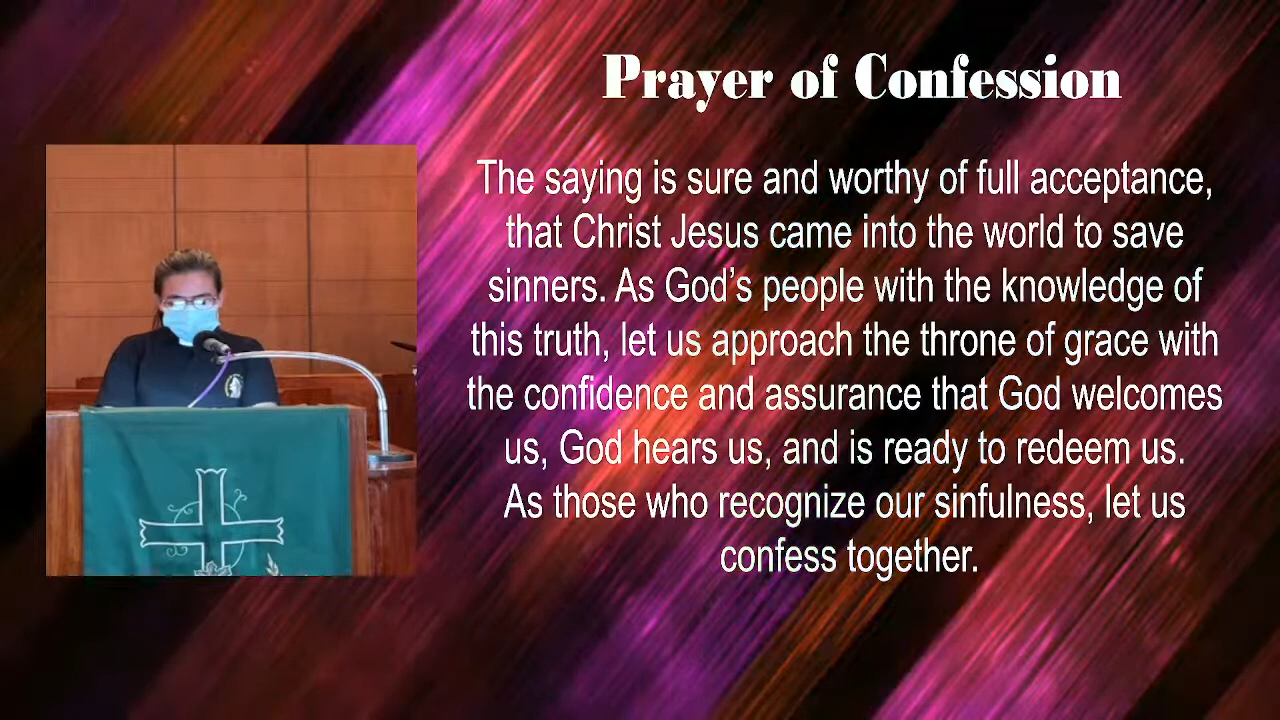 Prayer of Confession
The saying is sure and worthy of full acceptance,
that Christ Jesus came into the world to save
sinners. As God’s people with the knowledge of
this truth, let us approach the throne of grace with
the confidence and assurance that God welcomes
us, God hears us, and is ready to redeem us.
As those who recognize our sinfulness, let us
confess together.